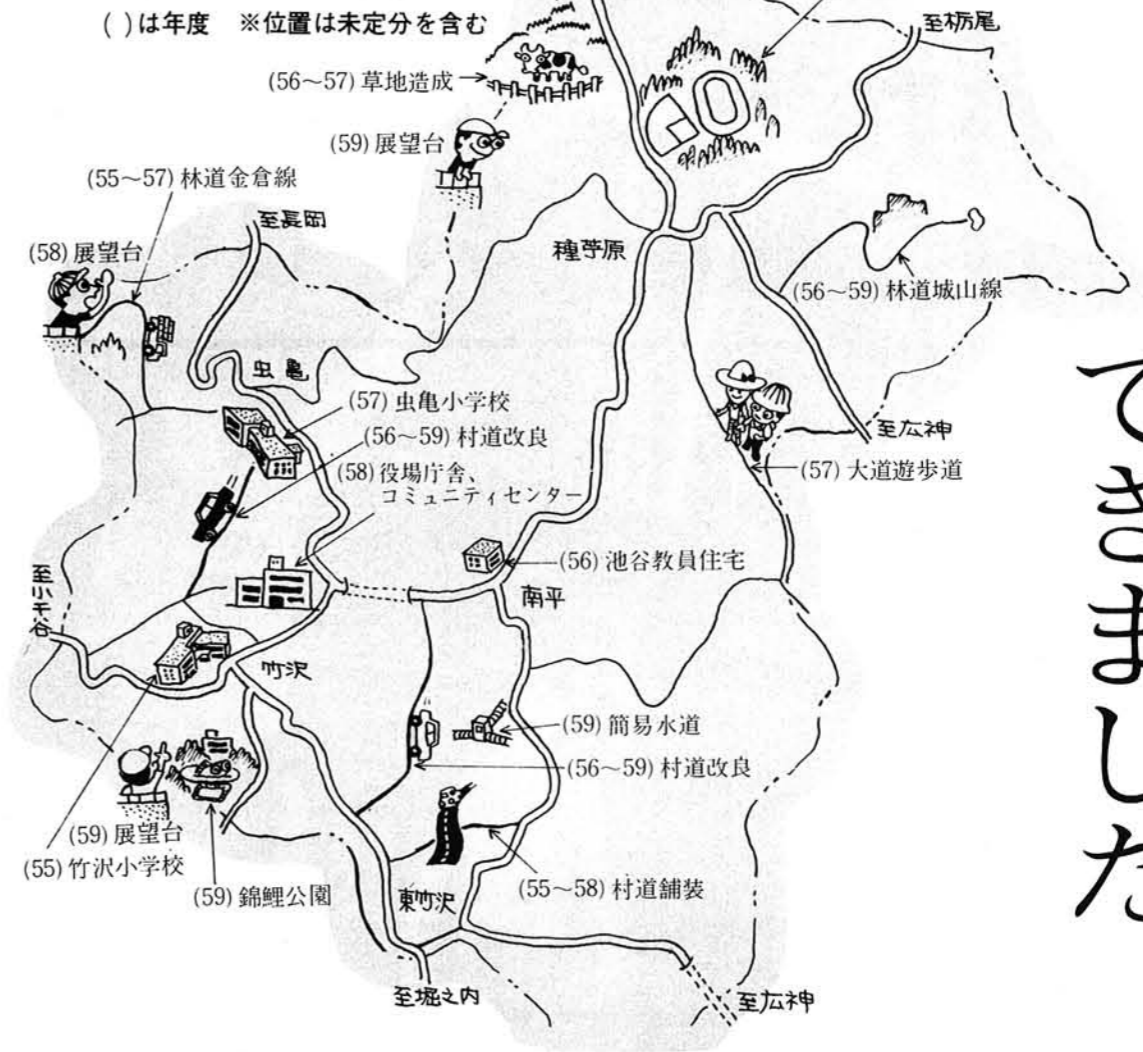 ( )は年度 ※位置は未定分を含む
至栃尾
(56〜57) 草地造成
(59) 展望台
(55〜57) 林道金倉線
至長岡
(58) 展望台
種苧原
(56〜59) 林道城山線
虫亀
(57) 虫亀小学校
(56〜59) 村道改良
(58) 役場庁舎、
コミュニティセンター
至広神
(57) 大道遊歩道
(56) 池谷教員住宅
南平
至小千谷
竹沢
(59) 簡易水道
(56〜59) 村道改良
(59) 展望台
(55) 竹沢小学校
(59) 錦鯉公園
(55〜58) 村道舗装
東竹沢
至堀之内
至広神
できました